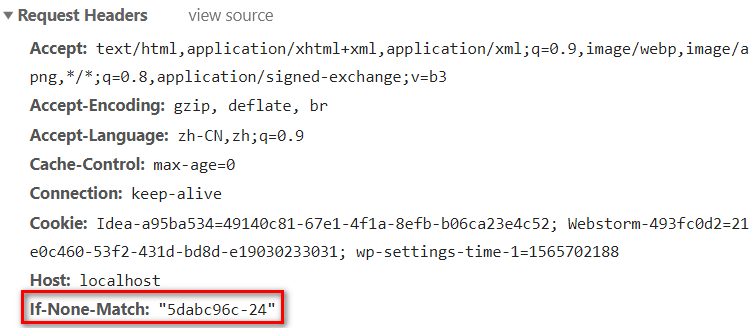 ▼ Request Headers view source
Accept: text/html,application/xhtml+xml,application/xml;q=0.9,image/webp,image/a
png,*/*;q=0.8,application/signed-exchange;v=b3
Accept-Encoding: gzip, deflate, br
Accept-Language: zh-CN,zh;q=0.9
Cache-Control: max-age=0
Connection: keep-alive
Cookie: Idea-a95ba534=49140c81-67e1-4f1a-8efb-b06ca23e4c52; Webstorm-493fc0d2=21
e0c460-53f2-431d-bd8d-e19030233031; wp-settings-time-1=1565702188
Host: localhost
If-None-Match: "5dabc96c-24"